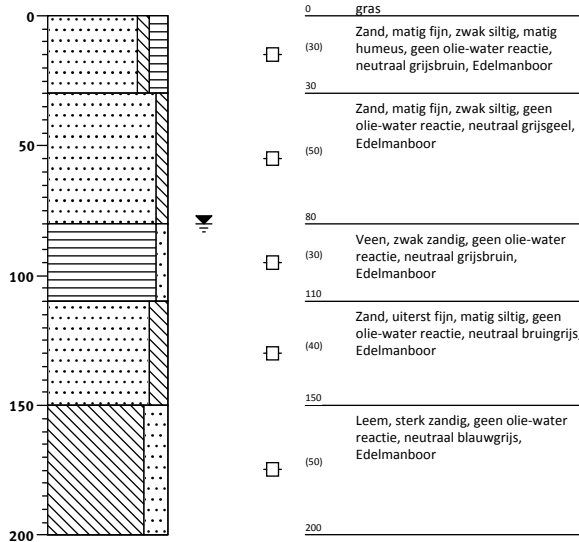 0
50
100
150
200
0 gras
(30) Zand, matig fijn, zwak siltig, matig
humeus, geen olie-water reactie,
neutraal grijsbruin, Edelmanboor
30
Zand, matig fijn, zwak siltig, geen
olie-water reactie, neutraal grijsgeel,
(50) Edelmanboor
80
Veen, zwak zandig, geen olie-water
(30) reactie, neutraal grijsbruin,
Edelmanboor
110
Zand, uiterst fijn, matig siltig, geen
olie-water reactie, neutraal bruingrijs,
(40) Edelmanboor
150
Leem, sterk zandig, geen olie-water
reactie, neutraal blauwgrijs,
Edelmanboor
(50)
200